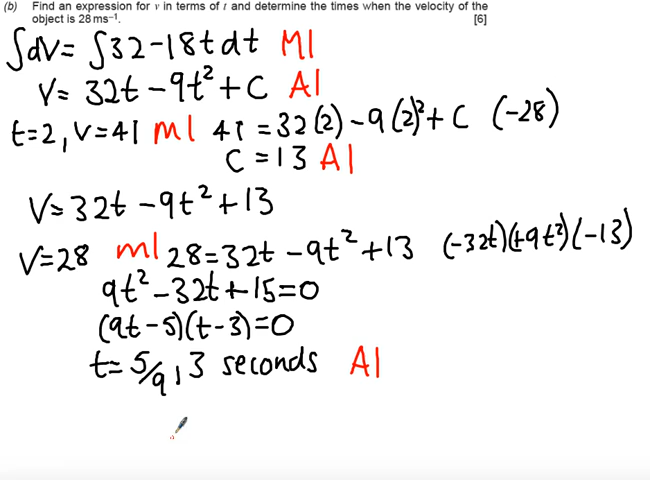 (b) Find an expression for v in terms of t and determine the times when the velocity of the
object is 28 ms⁻¹. [6]
∫dv = ∫32-18t dt M1
V= 32t - 9t² + C A1
t=2, V=41 M1 41 = 32(2) - 9(2)² + C (-28)
C = 13 A1
V= 32t - 9t² + 13
V=28 M1 28=32t - 9t² + 13 (-32t)(+9t²)(-13)
9t² - 32t + 15=0
(9t-5)(t-3)=0
t= 5/9, 3 seconds A1